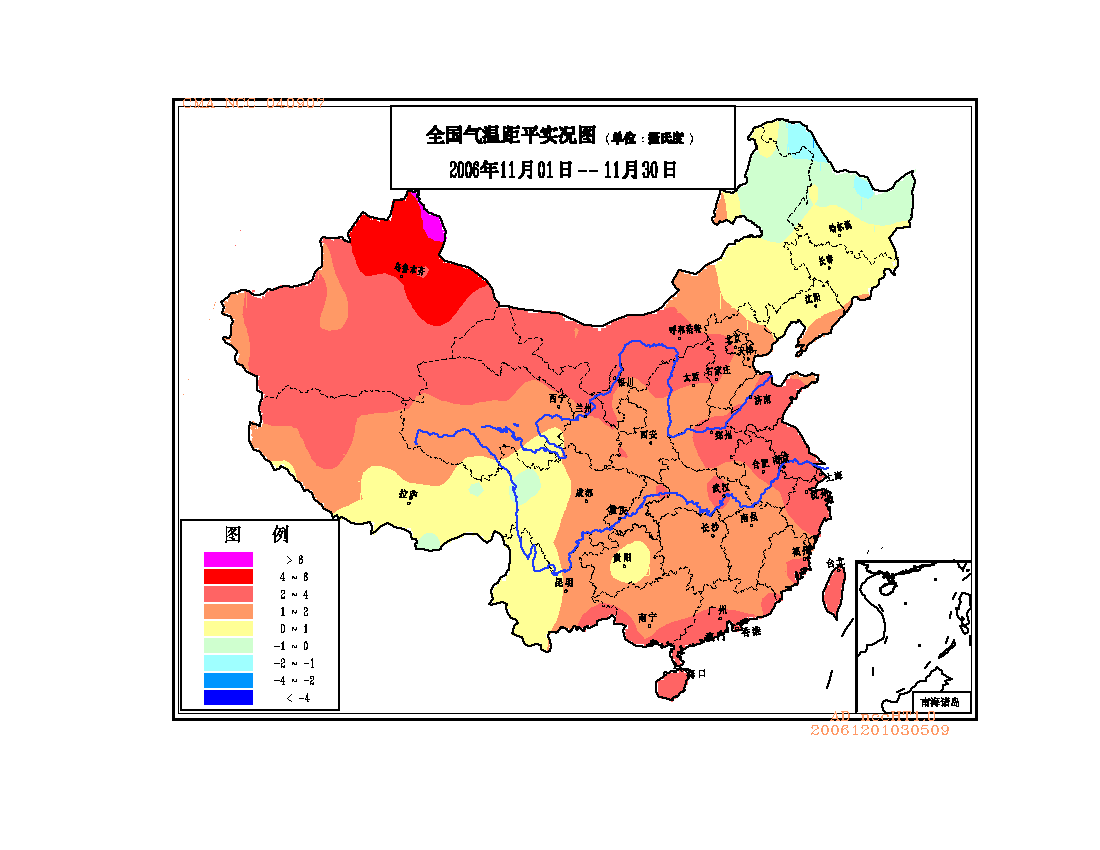 CMA NCC 040902
全国气温距平实况图 (单位:摄氏度)
2006年11月01日 -- 11月30日
哈尔滨
长春
乌鲁木齐
沈阳
呼和浩特
北京
天津
石家庄
太原
银川
西宁
兰州
济南
西安
郑州
合肥 南京
上海
拉萨
成都
武汉
杭州
重庆
长沙
南昌
贵阳
福州
台北
昆明
南宁
广州
香港
澳门
海口
图 例
> 6
4 ~ 6
2 ~ 4
1 ~ 2
0 ~ 1
-1 ~ 0
-2 ~ -1
-4 ~ -2
< -4
南海诸岛
20061201030509